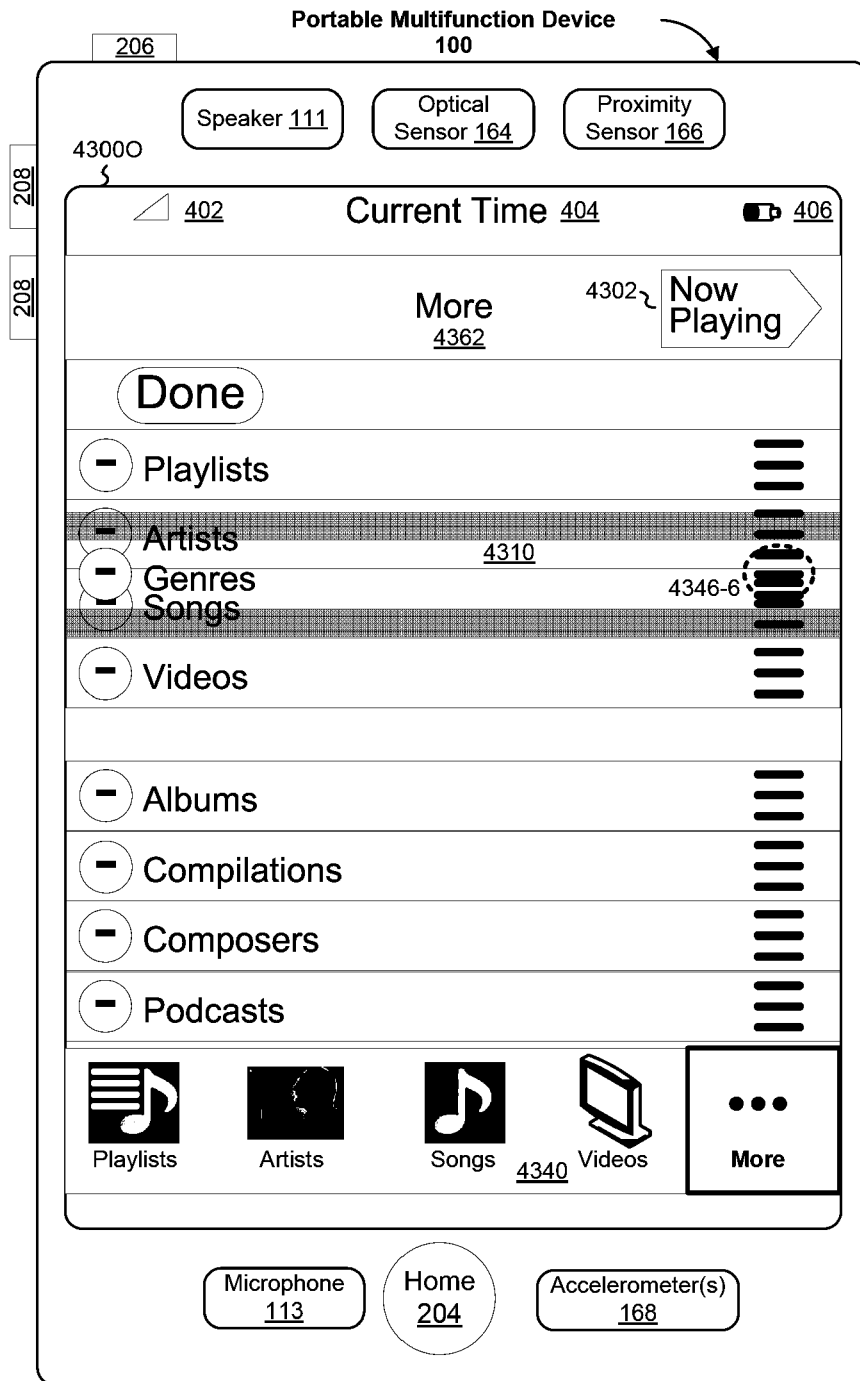 Portable Multifunction Device
100
206
Speaker 111
Optical
Sensor 164
Proximity
Sensor 166
4300O
208
208
402
Current Time 404
406
More
4362
4302
Now
Playing
Done
Playlists
Artists
4310
Genres
4346-6
Songs
Videos
Albums
Compilations
Composers
Podcasts
Playlists
Artists
Songs
4340
Videos
More
Microphone
113
Home
204
Accelerometer(s)
168